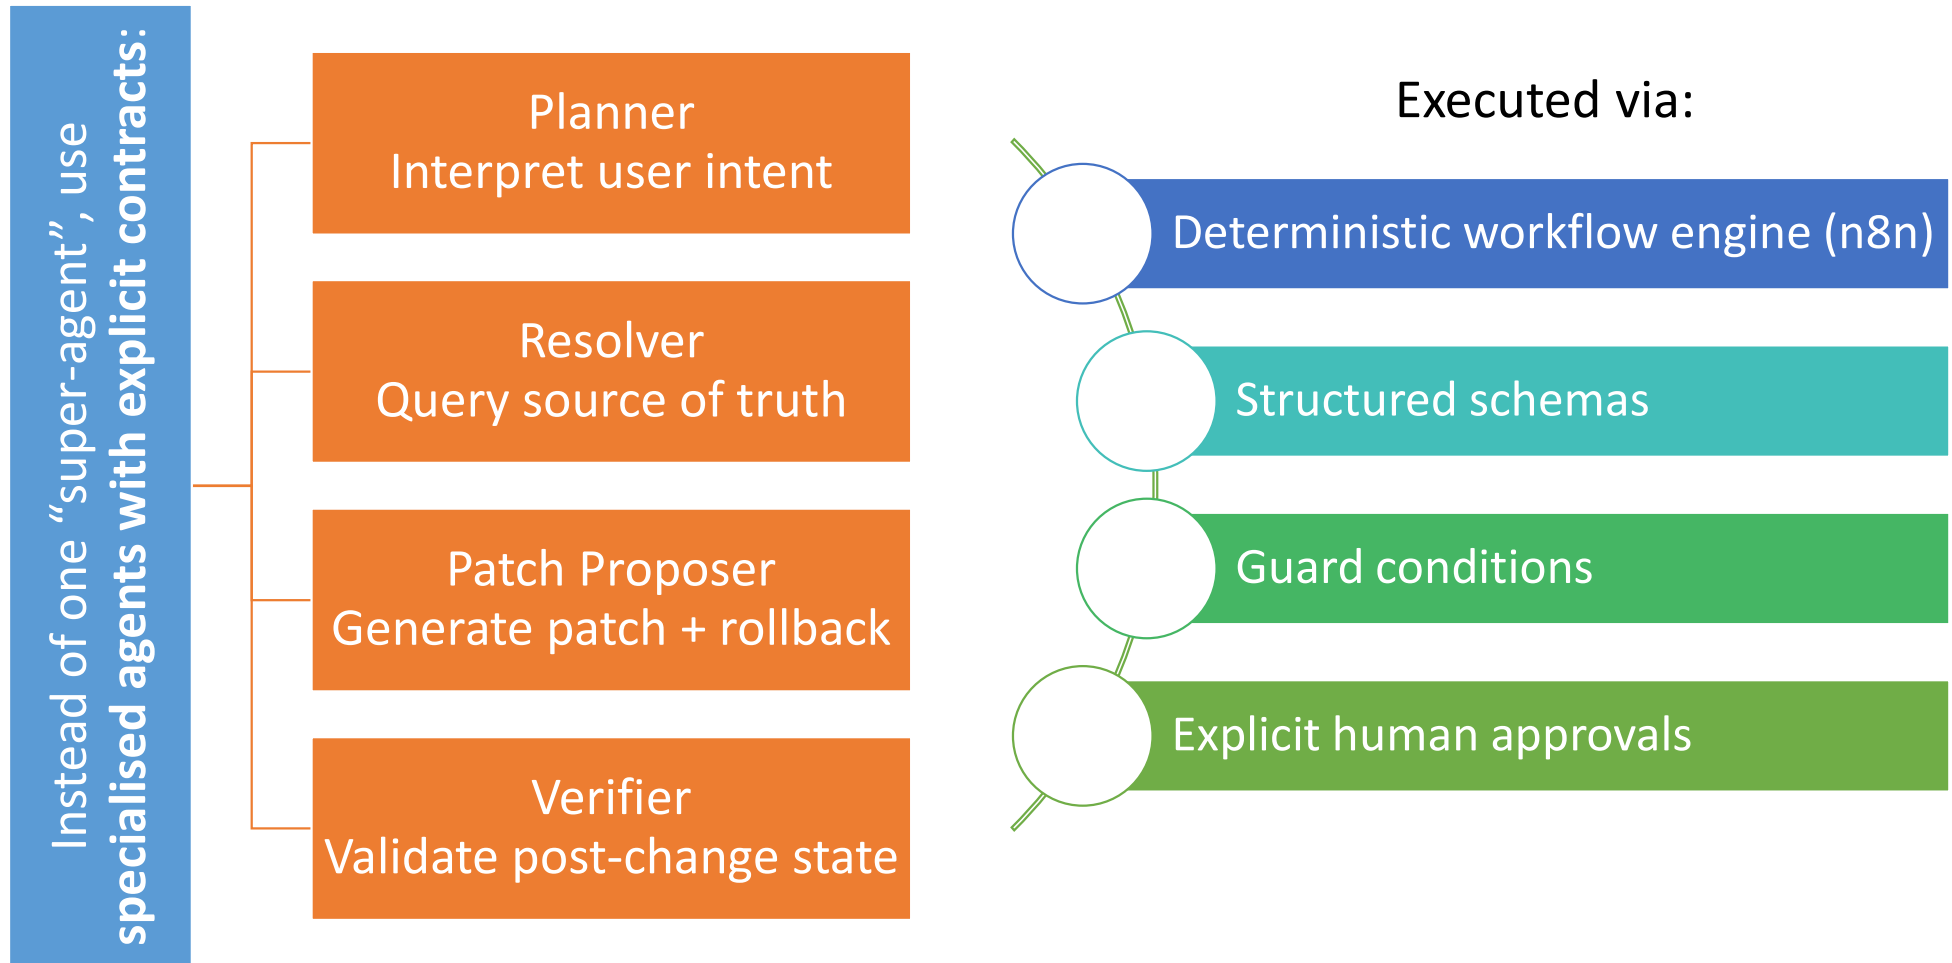 Instead of one “super-agent”, use
specialised agents with explicit contracts:
Planner
Interpret user intent
Resolver
Query source of truth
Patch Proposer
Generate patch + rollback
Verifier
Validate post-change state
Executed via:
Deterministic workflow engine (n8n)
Structured schemas
Guard conditions
Explicit human approvals